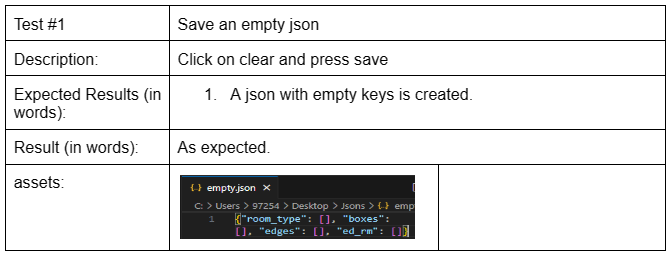 Test #1
Save an empty json
Description:
Click on clear and press save
Expected Results (in
words):
1. A json with empty keys is created.
Result (in words):
As expected.
assets:
{..} empty.json ×
C: > Users > 97254 > Desktop > Jsons > {..} emp
1 {"room_type": [], "boxes":
[], "edges": [], "ed_rm": []}